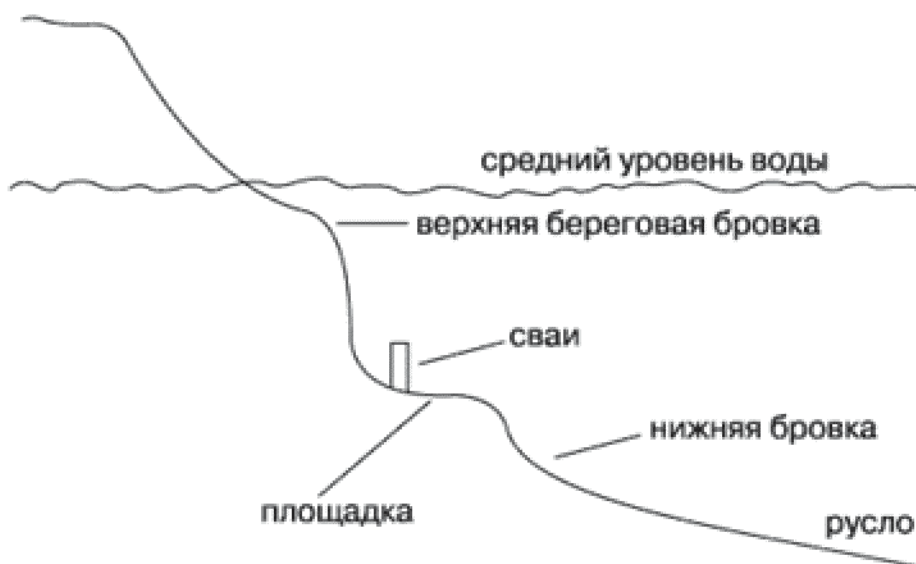 средний уровень воды
верхняя береговая бровка
сваи
нижняя бровка
площадка
русло